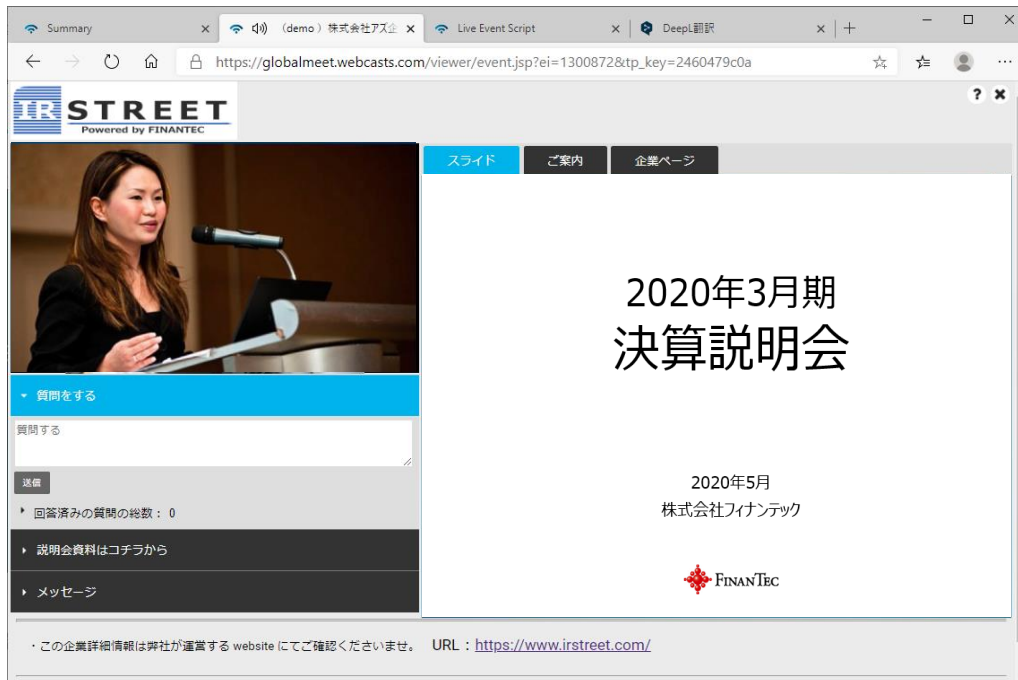 Summary
(demo) 株式会社アズ企
Live Event Script
DeepL翻訳
https://globalmeet.webcasts.com/viewer/event.jsp?ei=1300872&tp_key=2460479c0a
IR STREET
Powered by FINANTEC
スライド
ご案内
企業ページ
2020年3月期
決算説明会
2020年5月
株式会社フィナンテック
FINANTEC
質問をする
質問する
送信
回答済みの質問の総数: 0
説明会資料はコチラから
メッセージ
・この企業詳細情報は弊社が運営する website にてご確認くださいませ。 URL:https://www.irstreet.com/